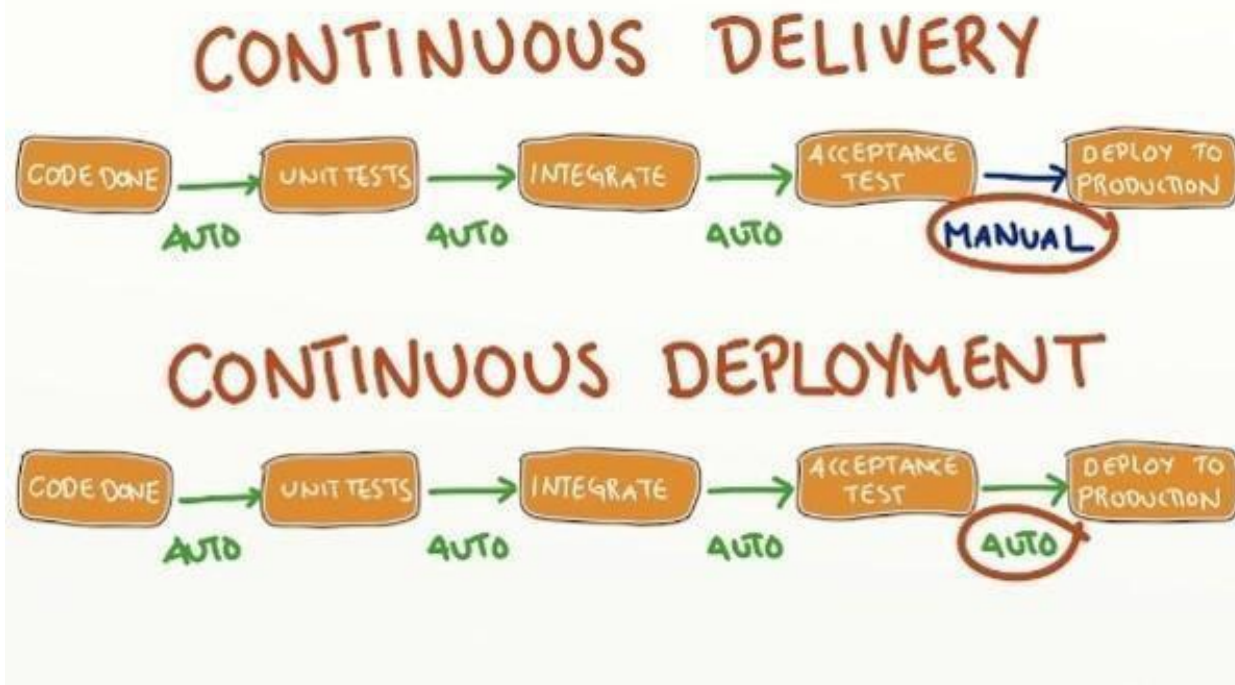 CONTINUOUS DELIVERY
CODE DONE
UNIT TESTS
INTEGRATE
ACCEPTANCE
TEST
DEPLOY TO
PRODUCTION
AUTO
AUTO
AUTO
MANUAL
CONTINUOUS DEPLOYMENT
CODE DONE
UNIT TESTS
INTEGRATE
ACCEPTANCE
TEST
DEPLOY TO
PRODUCTION
AUTO
AUTO
AUTO
AUTO